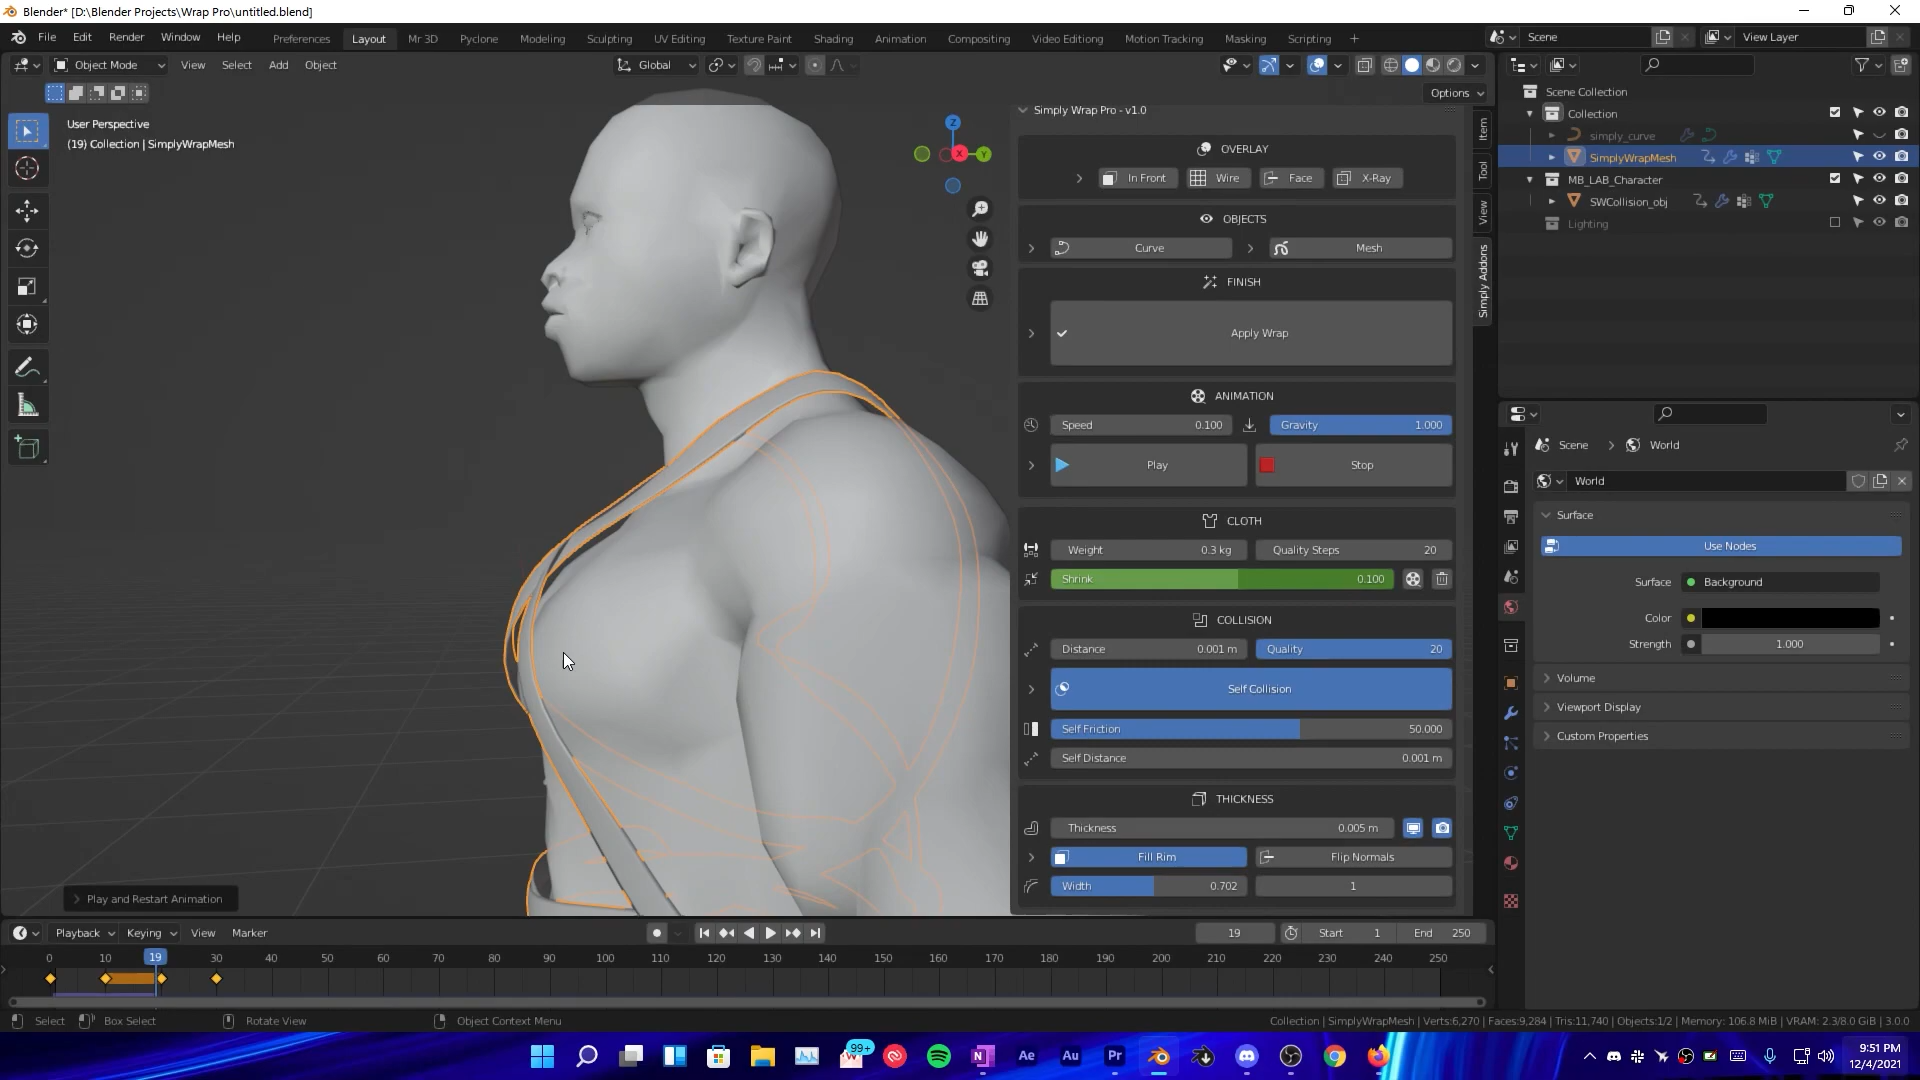 Blender* [D:\Blender Projects\Wrap Pro\untitled.blend]
File Edit Render Window Help Preferences Layout Mr 3D Pyclone Modeling Sculpting UV Editing Texture Paint Shading Animation Compositing Video Editiong Motion Tracking Masking Scripting + Scene View Layer
Object Mode View Select Add Object Global
Options
User Perspective
(19) Collection | SimplyWrapMesh
Z
X
Y
Simply Wrap Pro - v1.0
OVERLAY
In Front Wire Face X-Ray
OBJECTS
Curve Mesh
FINISH
Apply Wrap
ANIMATION
Speed 0.100 Gravity 1.000
Play Stop
CLOTH
Weight 0.3 kg Quality Steps 20
Shrink 0.100
COLLISION
Distance 0.001 m Quality 20
Self Collision
Self Friction 50.000
Self Distance 0.001 m
THICKNESS
Thickness 0.005 m
Fill Rim Flip Normals
Width 0.702 1
Item
Tool
View
Simply Addons
Scene Collection
Collection
simply_curve
SimplyWrapMesh
MB_LAB_Character
SWCollision_obj
Lighting
Scene > World
World
Surface
Use Nodes
Surface Background
Color
Strength 1.000
Volume
Viewport Display
Custom Properties
Play and Restart Animation
Playback Keying View Marker 19 Start 1 End 250
0 10 19 30 40 50 60 70 80 90 100 110 120 130 140 150 160 170 180 190 200 210 220 230 240 250
Select Box Select Rotate View Object Context Menu Collection | SimplyWrapMesh | Verts:6,270 | Faces:9,284 | Tris:11,740 | Objects:1/2 | Memory: 106.8 MiB | VRAM: 2.3/8.0 GiB | 3.0.0
99+
Ae Au Pr
9:51 PM
12/4/2021